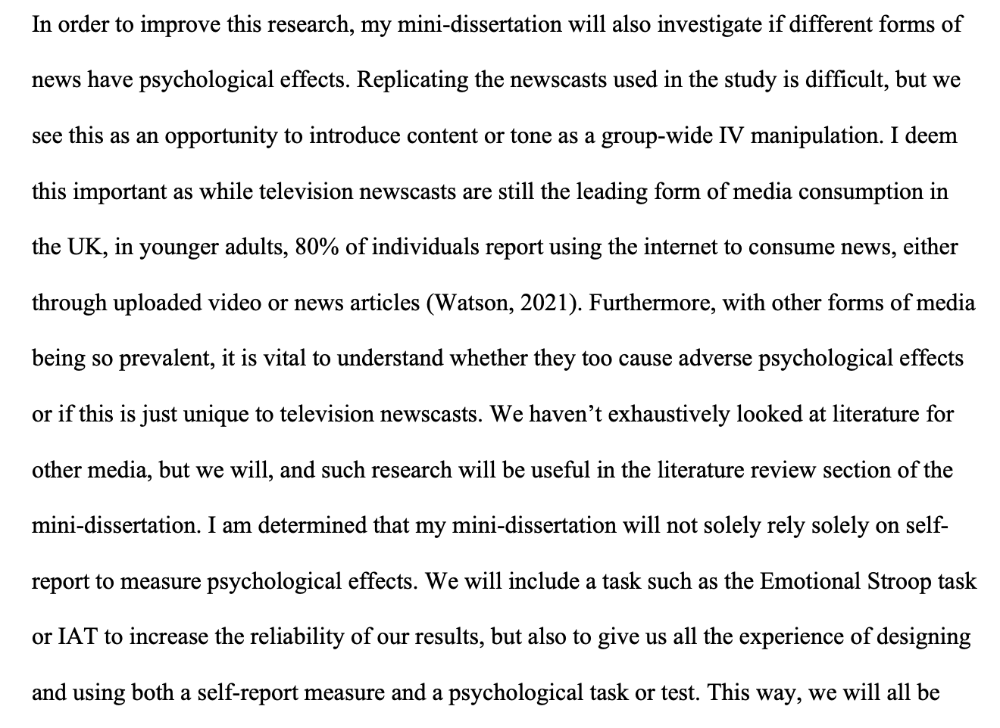 In order to improve this research, my mini-dissertation will also investigate if different forms of
news have psychological effects. Replicating the newscasts used in the study is difficult, but we
see this as an opportunity to introduce content or tone as a group-wide IV manipulation. I deem
this important as while television newscasts are still the leading form of media consumption in
the UK, in younger adults, 80% of individuals report using the internet to consume news, either
through uploaded video or news articles (Watson, 2021). Furthermore, with other forms of media
being so prevalent, it is vital to understand whether they too cause adverse psychological effects
or if this is just unique to television newscasts. We haven’t exhaustively looked at literature for
other media, but we will, and such research will be useful in the literature review section of the
mini-dissertation. I am determined that my mini-dissertation will not solely rely solely on self-
report to measure psychological effects. We will include a task such as the Emotional Stroop task
or IAT to increase the reliability of our results, but also to give us all the experience of designing
and using both a self-report measure and a psychological task or test. This way, we will all be